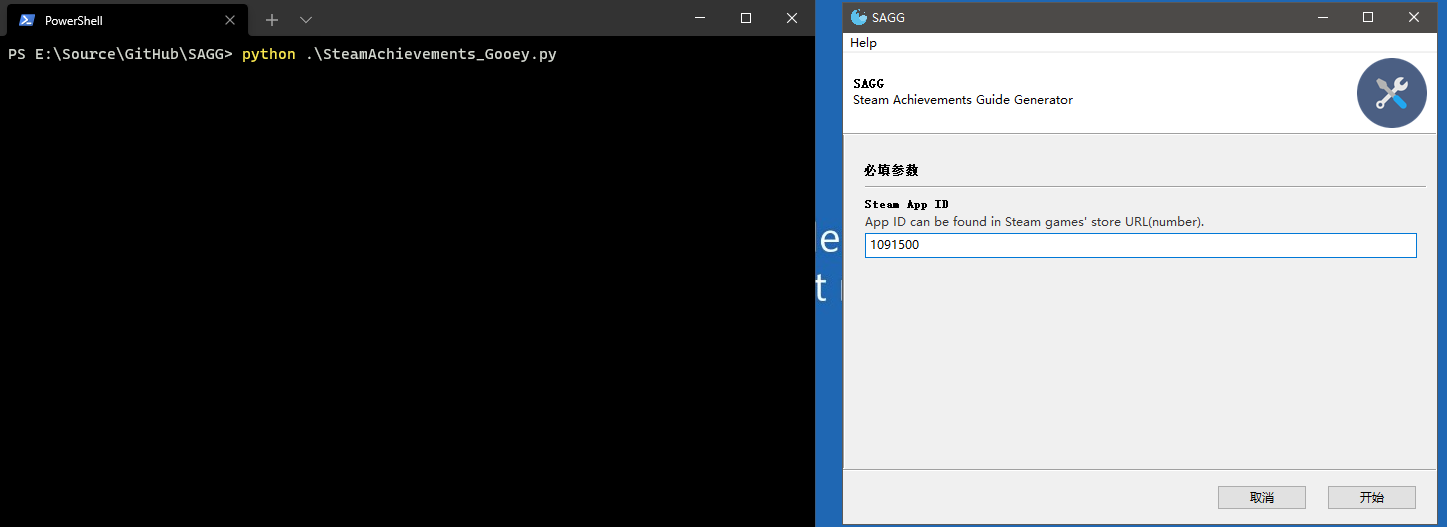 PowerShell
PS E:\Source\GitHub\SAGG> python .\SteamAchievements_Gooey.py
le
t
SAGG
Help
SAGG
Steam Achievements Guide Generator
必填参数
Steam App ID
App ID can be found in Steam games' store URL(number).
1091500
取消
开始